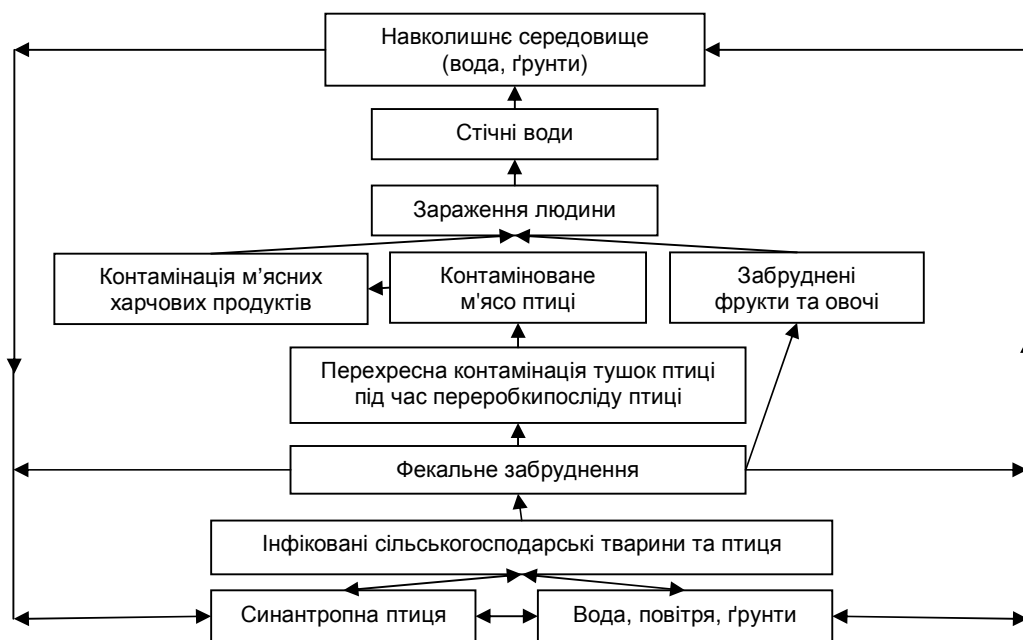 Навколишнє середовище
(вода, ґрунти)
Стічні води
Зараження людини
Контамінація м’ясних
харчових продуктів
Контаміноване
м'ясо птиці
Забруднені
фрукти та овочі
Перехресна контамінація тушок птиці
під час переробкипосліду птиці
Фекальне забруднення
Інфіковані сільськогосподарські тварини та птиця
Синантропна птиця
Вода, повітря, ґрунти